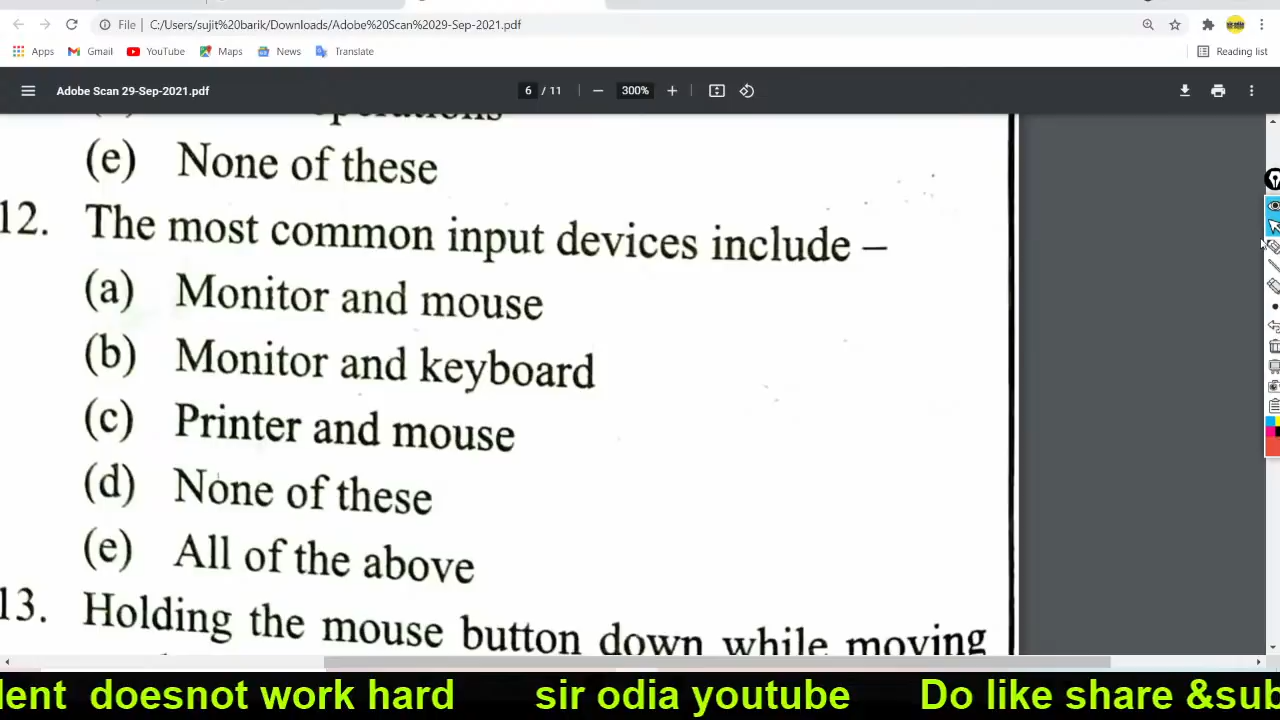 File | C:/Users/sujit%20barik/Downloads/Adobe%20Scan%2029-Sep-2021.pdf
Apps Gmail YouTube Maps News Translate Reading list
Adobe Scan 29-Sep-2021.pdf 6 / 11 300%
operations
(e) None of these
12. The most common input devices include –
(a) Monitor and mouse
(b) Monitor and keyboard
(c) Printer and mouse
(d) None of these
(e) All of the above
13. Holding the mouse button down while moving
doesnot work hard sir odia youtube Do like share &sub